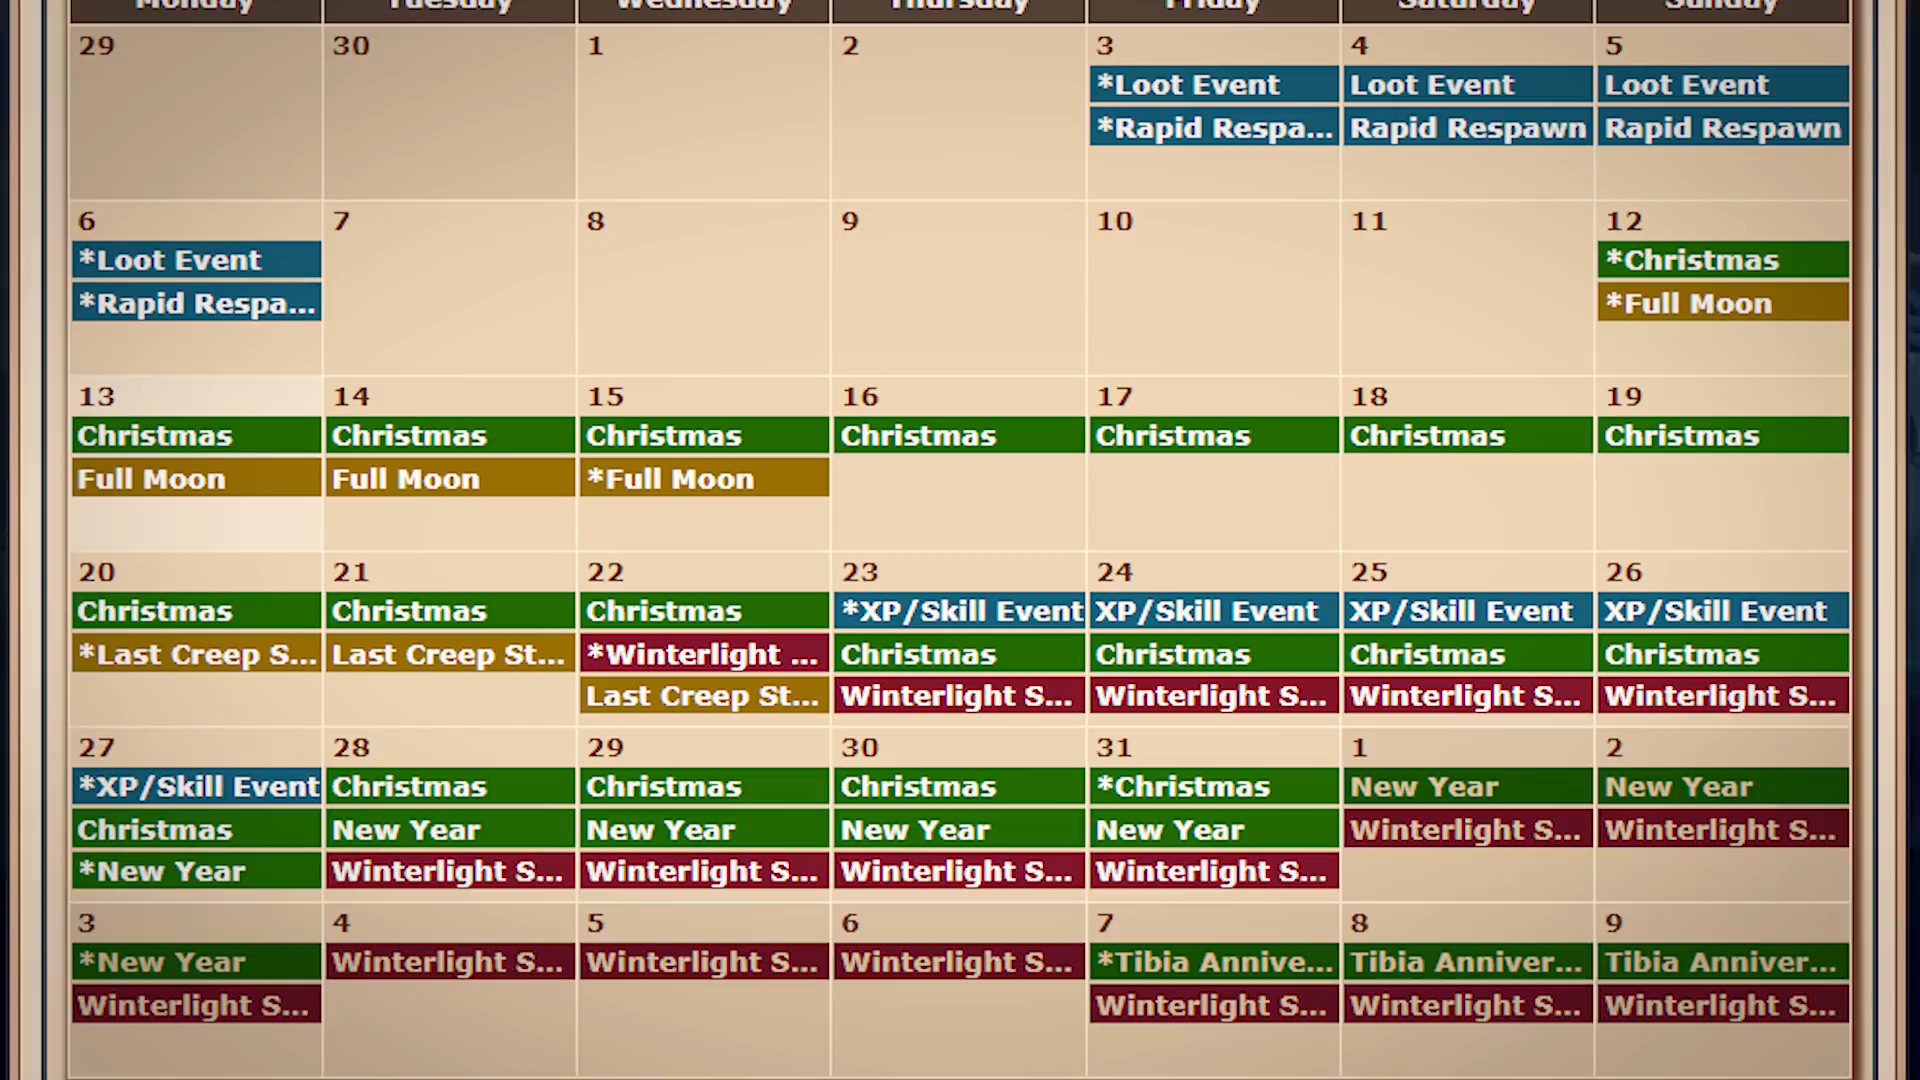 Monday Tuesday Wednesday Thursday Friday Saturday Sunday
29 30 1 2 3 4 5
*Loot Event Loot Event Loot Event
*Rapid Respa... Rapid Respawn Rapid Respawn
6 7 8 9 10 11 12
*Loot Event *Christmas
*Rapid Respa... *Full Moon
13 14 15 16 17 18 19
Christmas Christmas Christmas Christmas Christmas Christmas Christmas
Full Moon Full Moon *Full Moon
20 21 22 23 24 25 26
Christmas Christmas Christmas *XP/Skill Event XP/Skill Event XP/Skill Event XP/Skill Event
*Last Creep S... Last Creep St... *Winterlight ... Christmas Christmas Christmas Christmas
Last Creep St... Winterlight S... Winterlight S... Winterlight S... Winterlight S...
27 28 29 30 31 1 2
*XP/Skill Event Christmas Christmas Christmas *Christmas New Year New Year
Christmas New Year New Year New Year New Year Winterlight S... Winterlight S...
*New Year Winterlight S... Winterlight S... Winterlight S... Winterlight S...
3 4 5 6 7 8 9
*New Year Winterlight S... Winterlight S... Winterlight S... *Tibia Annive... Tibia Anniver... Tibia Anniver...
Winterlight S... Winterlight S... Winterlight S... Winterlight S...